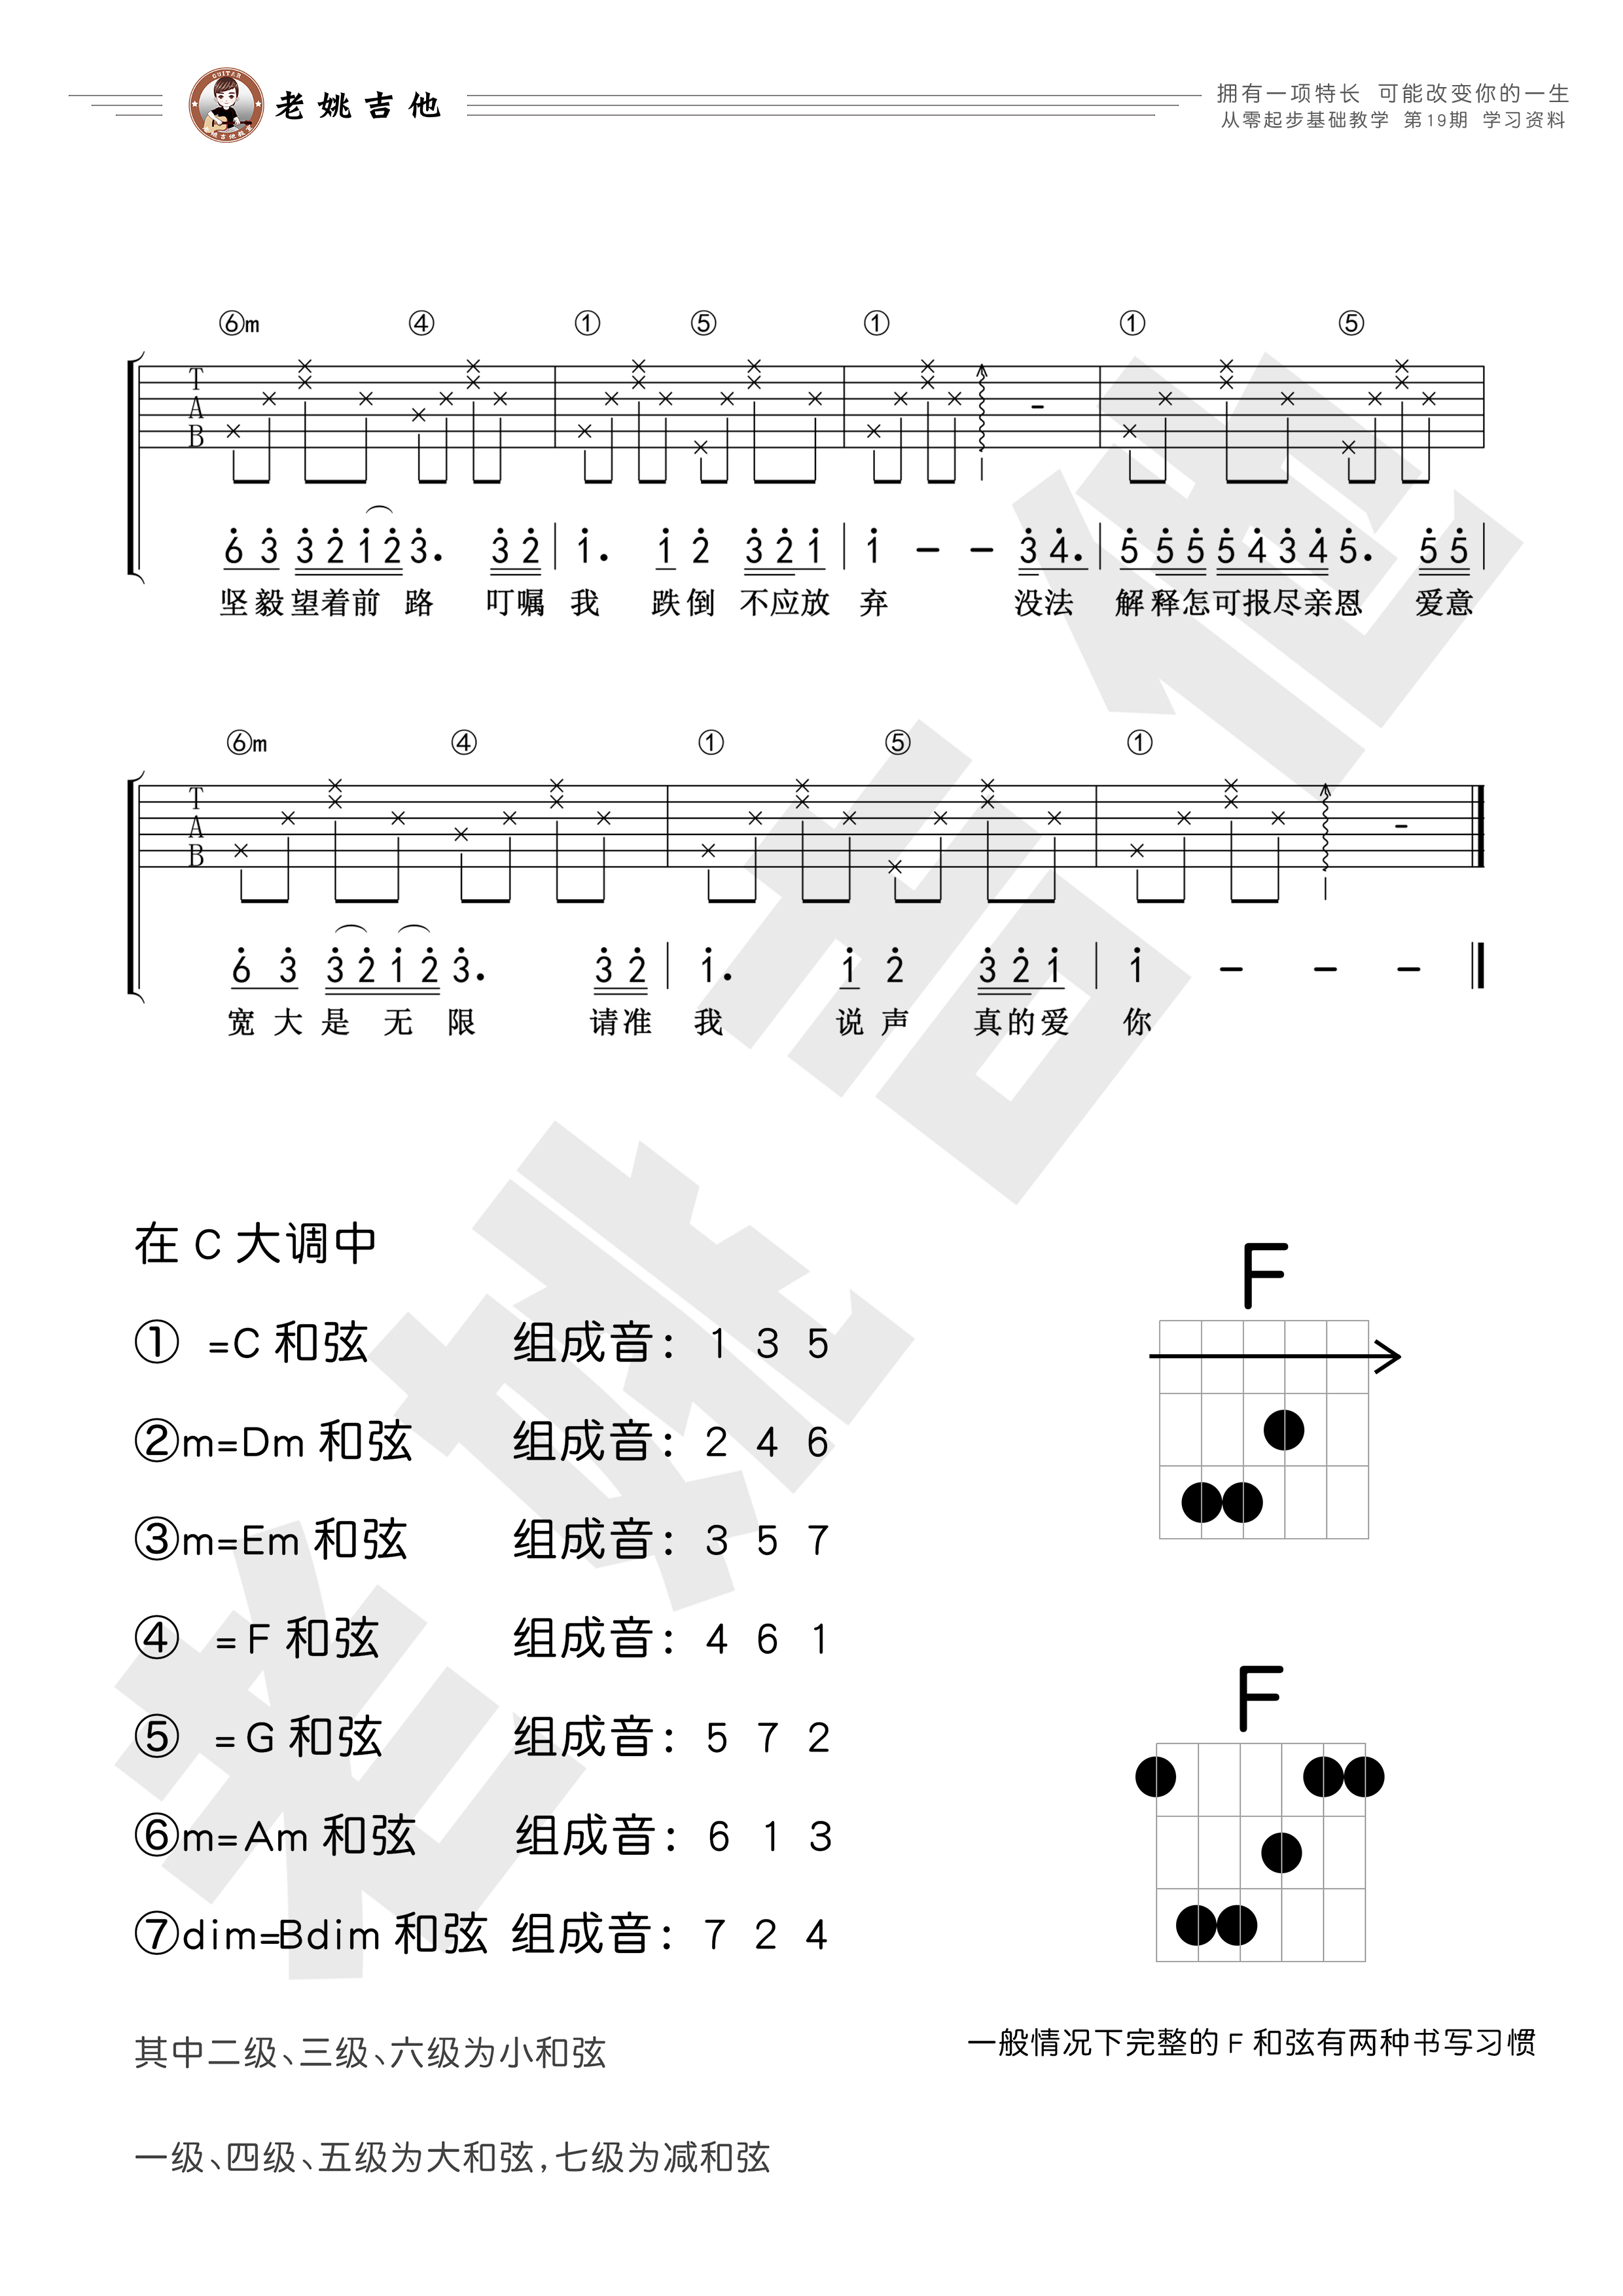 GUITAR
老姚吉他教室
老姚吉他
拥有一项特长 可能改变你的一生
从零起步基础教学 第19期 学习资料
⑥m ④ ① ⑤ ① ① ⑤
T
A
B
6 3 3 2 1 2 3. 3 2 | 1. 1 2 3 2 1 | 1 – – 3 4. | 5 5 5 5 4 3 4 5. 5 5 |
坚毅望着前 路 叮嘱 我 跌倒 不应放 弃 没法 解释怎可报尽亲恩 爱意
⑥m ④ ① ⑤ ①
T
A
B
6 3 3 2 1 2 3. 3 2 | 1. 1 2 3 2 1 | 1 – – –
宽 大 是 无 限 请准 我 说 声 真的爱 你
在 C 大调中
① =C 和弦 组成音: 1 3 5
②m=Dm 和弦 组成音: 2 4 6
③m=Em 和弦 组成音: 3 5 7
④ =F 和弦 组成音: 4 6 1
⑤ =G 和弦 组成音: 5 7 2
⑥m=Am 和弦 组成音: 6 1 3
⑦dim=Bdim 和弦 组成音: 7 2 4
其中二级、三级、六级为小和弦
一级、四级、五级为大和弦,七级为减和弦
F
F
一般情况下完整的 F 和弦有两种书写习惯
老姚吉他